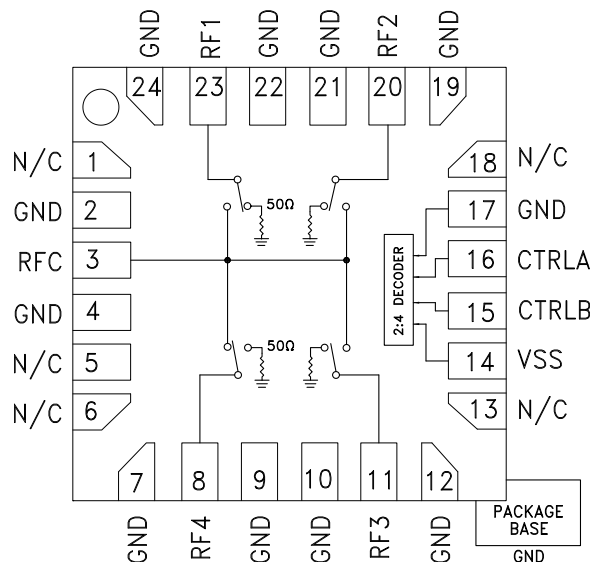 GND
RF1
GND
GND
RF2
GND
24
23
22
21
20
19
N/C
1
18
N/C
GND
2
17
GND
RFC
3
16
CTRLA
GND
4
15
CTRLB
N/C
5
14
VSS
N/C
6
13
N/C
50Ω
50Ω
2:4 DECODER
7
8
9
10
11
12
GND
RF4
GND
GND
RF3
GND
PACKAGE
BASE
GND